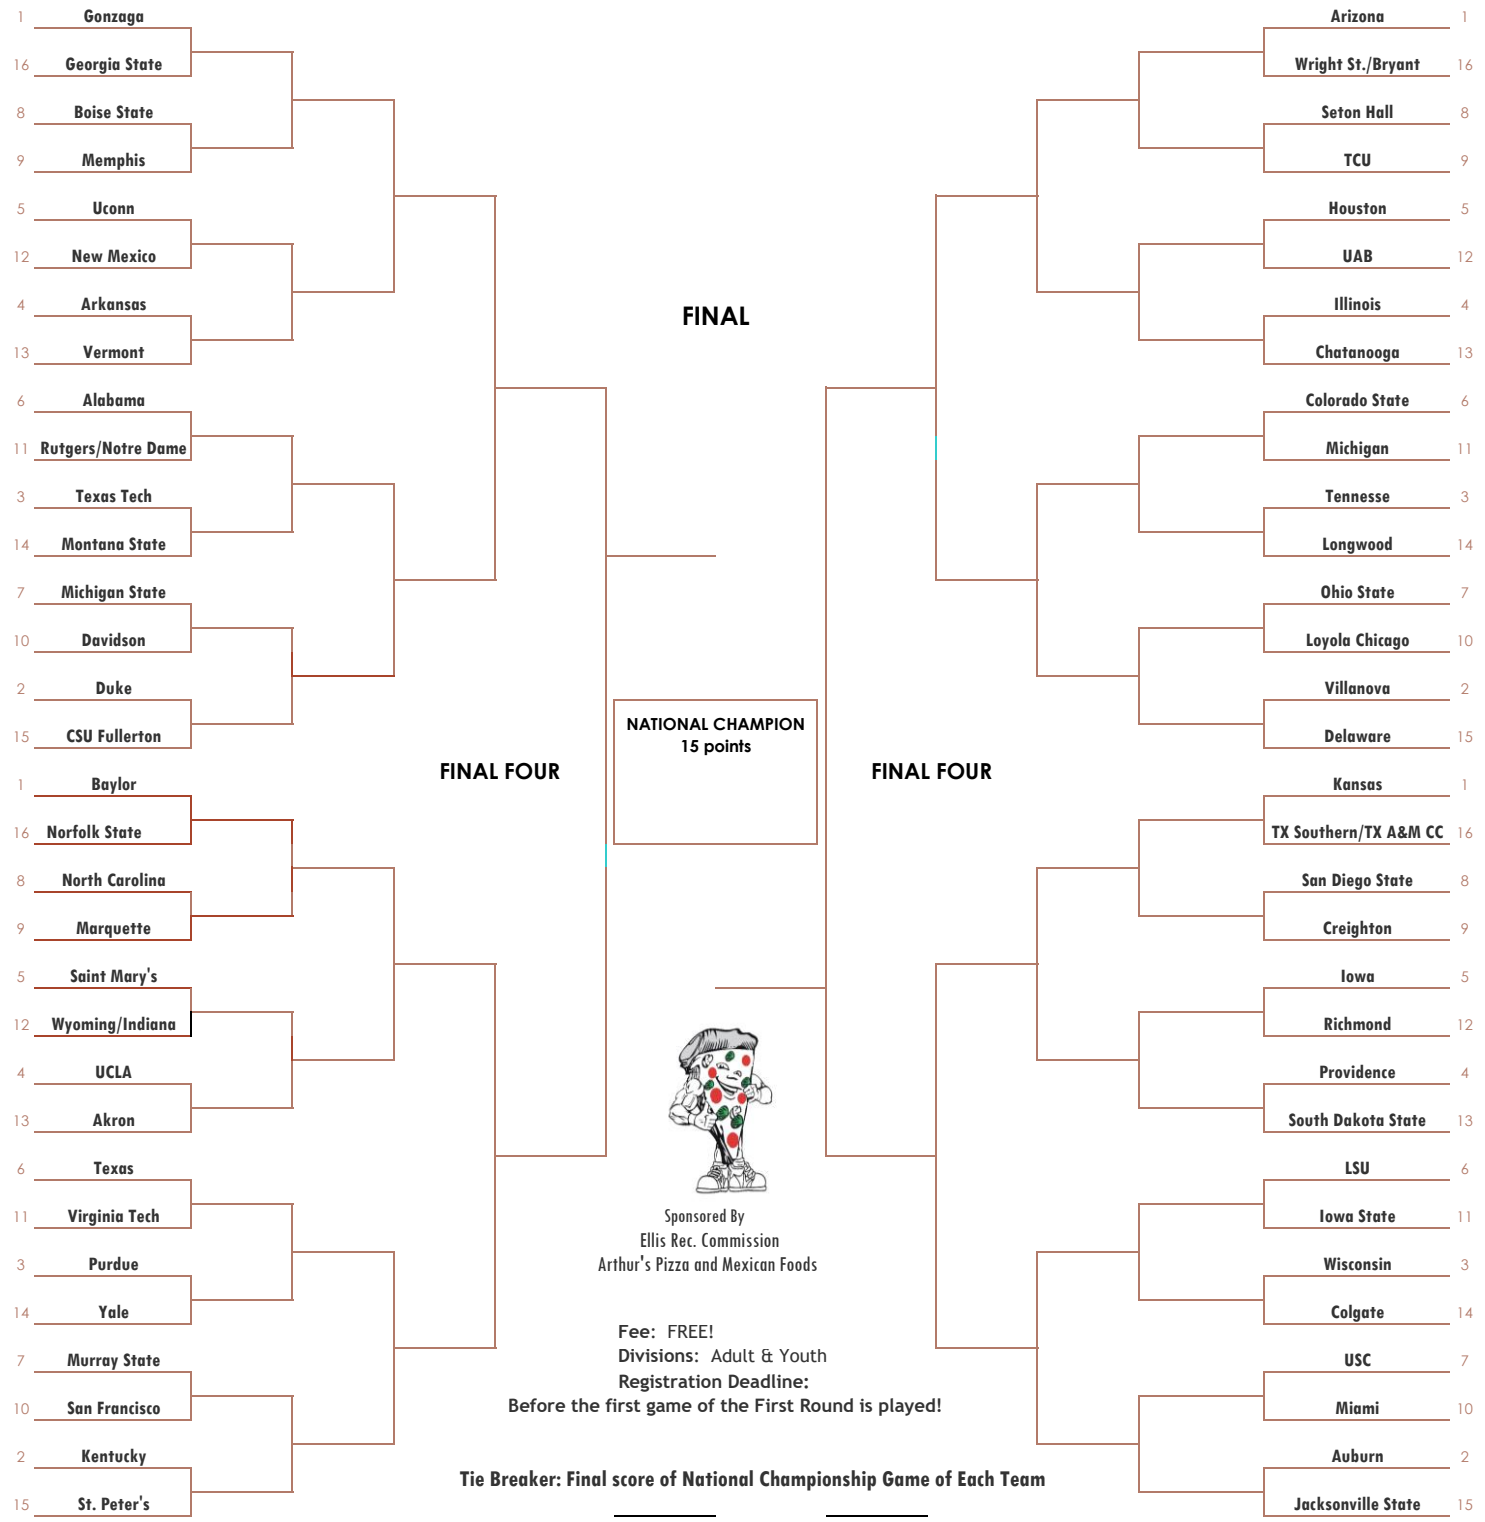 1 Gonzaga
16 Georgia State
8 Boise State
9 Memphis
5 Uconn
12 New Mexico
4 Arkansas
13 Vermont
6 Alabama
11 Rutgers/Notre Dame
3 Texas Tech
14 Montana State
7 Michigan State
10 Davidson
2 Duke
15 CSU Fullerton
1 Baylor
16 Norfolk State
8 North Carolina
9 Marquette
5 Saint Mary's
12 Wyoming/Indiana
4 UCLA
13 Akron
6 Texas
11 Virginia Tech
3 Purdue
14 Yale
7 Murray State
10 San Francisco
2 Kentucky
15 St. Peter's
FINAL
NATIONAL CHAMPION
15 points
FINAL FOUR
FINAL FOUR
Sponsored By
Ellis Rec. Commission
Arthur's Pizza and Mexican Foods
Fee: FREE!
Divisions: Adult & Youth
Registration Deadline:
Before the first game of the First Round is played!
Tie Breaker: Final score of National Championship Game of Each Team
Arizona 1
Wright St./Bryant 16
Seton Hall 8
TCU 9
Houston 5
UAB 12
Illinois 4
Chatanooga 13
Colorado State 6
Michigan 11
Tennesse 3
Longwood 14
Ohio State 7
Loyola Chicago 10
Villanova 2
Delaware 15
Kansas 1
TX Southern/TX A&M CC 16
San Diego State 8
Creighton 9
Iowa 5
Richmond 12
Providence 4
South Dakota State 13
LSU 6
Iowa State 11
Wisconsin 3
Colgate 14
USC 7
Miami 10
Auburn 2
Jacksonville State 15